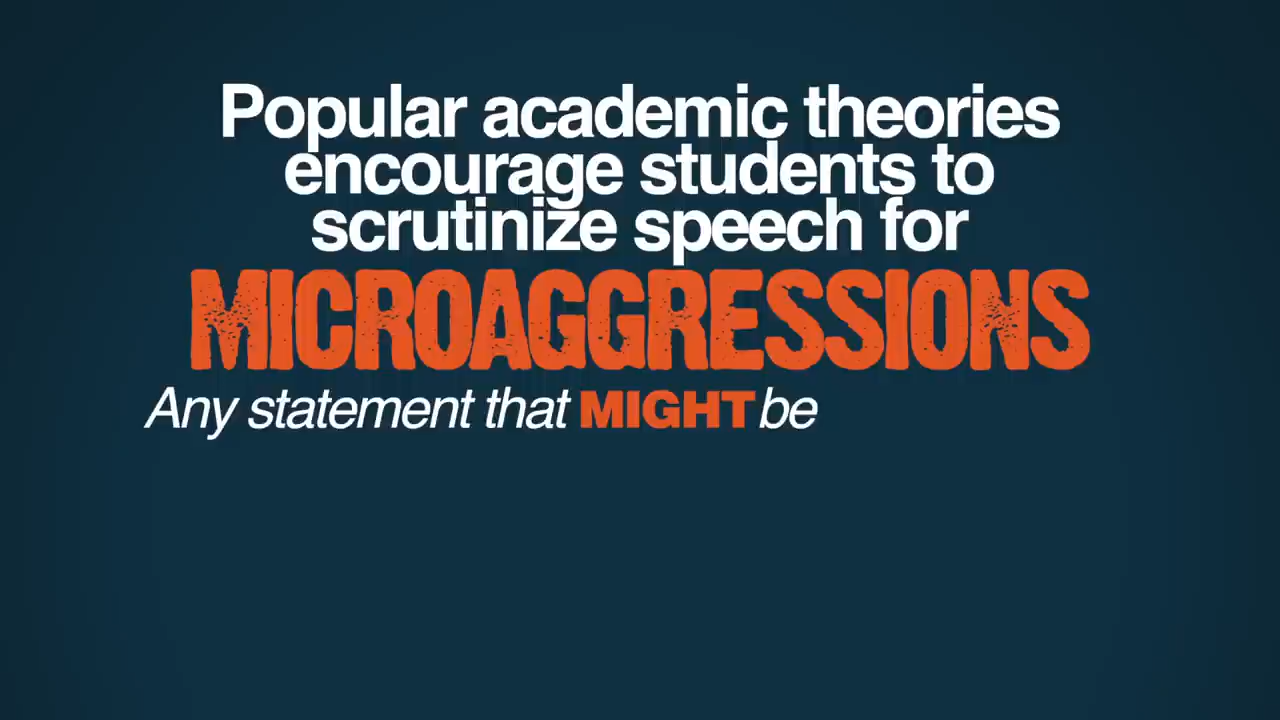 Popular academic theories
encourage students to
scrutinize speech for
MICROAGGRESSIONS
Any statement that MIGHT be